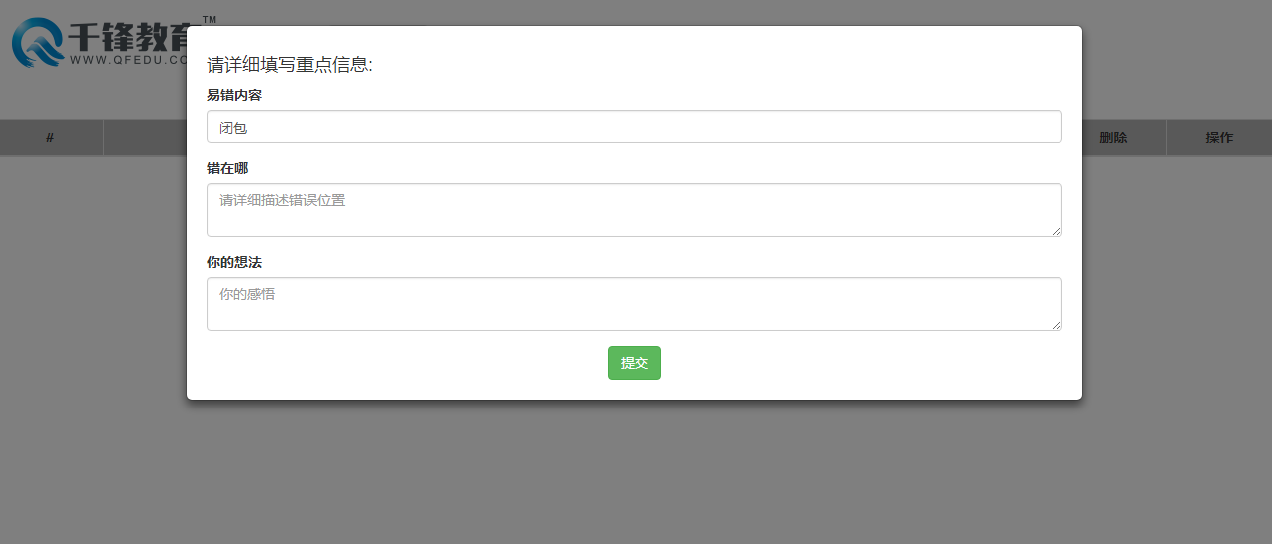 千锋教育
TM
WWW.QFEDU.CO
请详细填写重点信息:
易错内容
闭包
#
删除
操作
错在哪
请详细描述错误位置
你的想法
你的感悟
提交